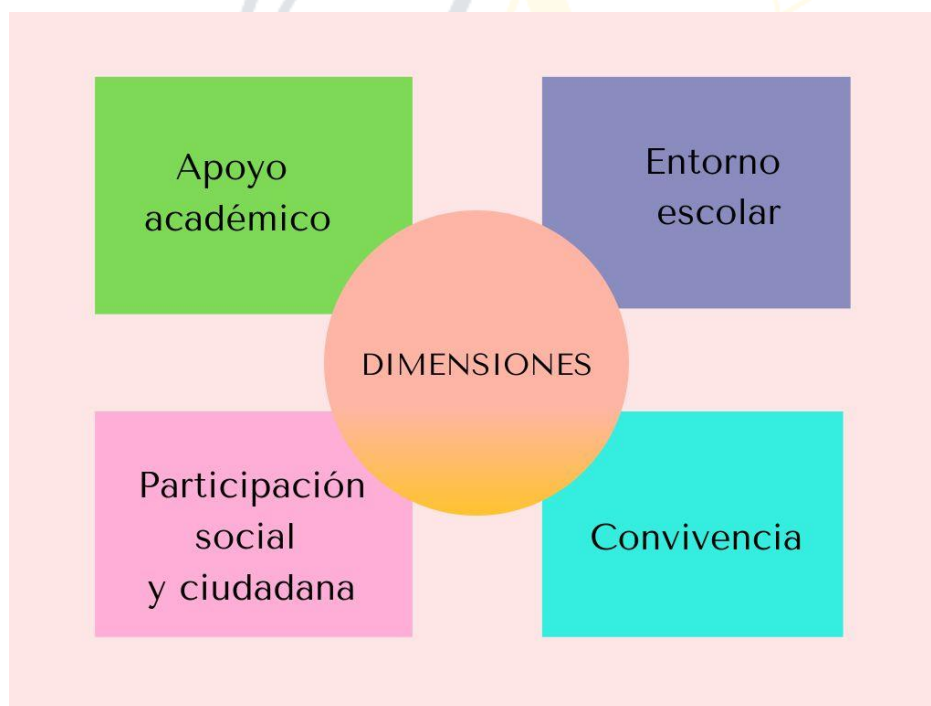 Apoyo
académico
Entorno
escolar
DIMENSIONES
Participación
social
y ciudadana
Convivencia